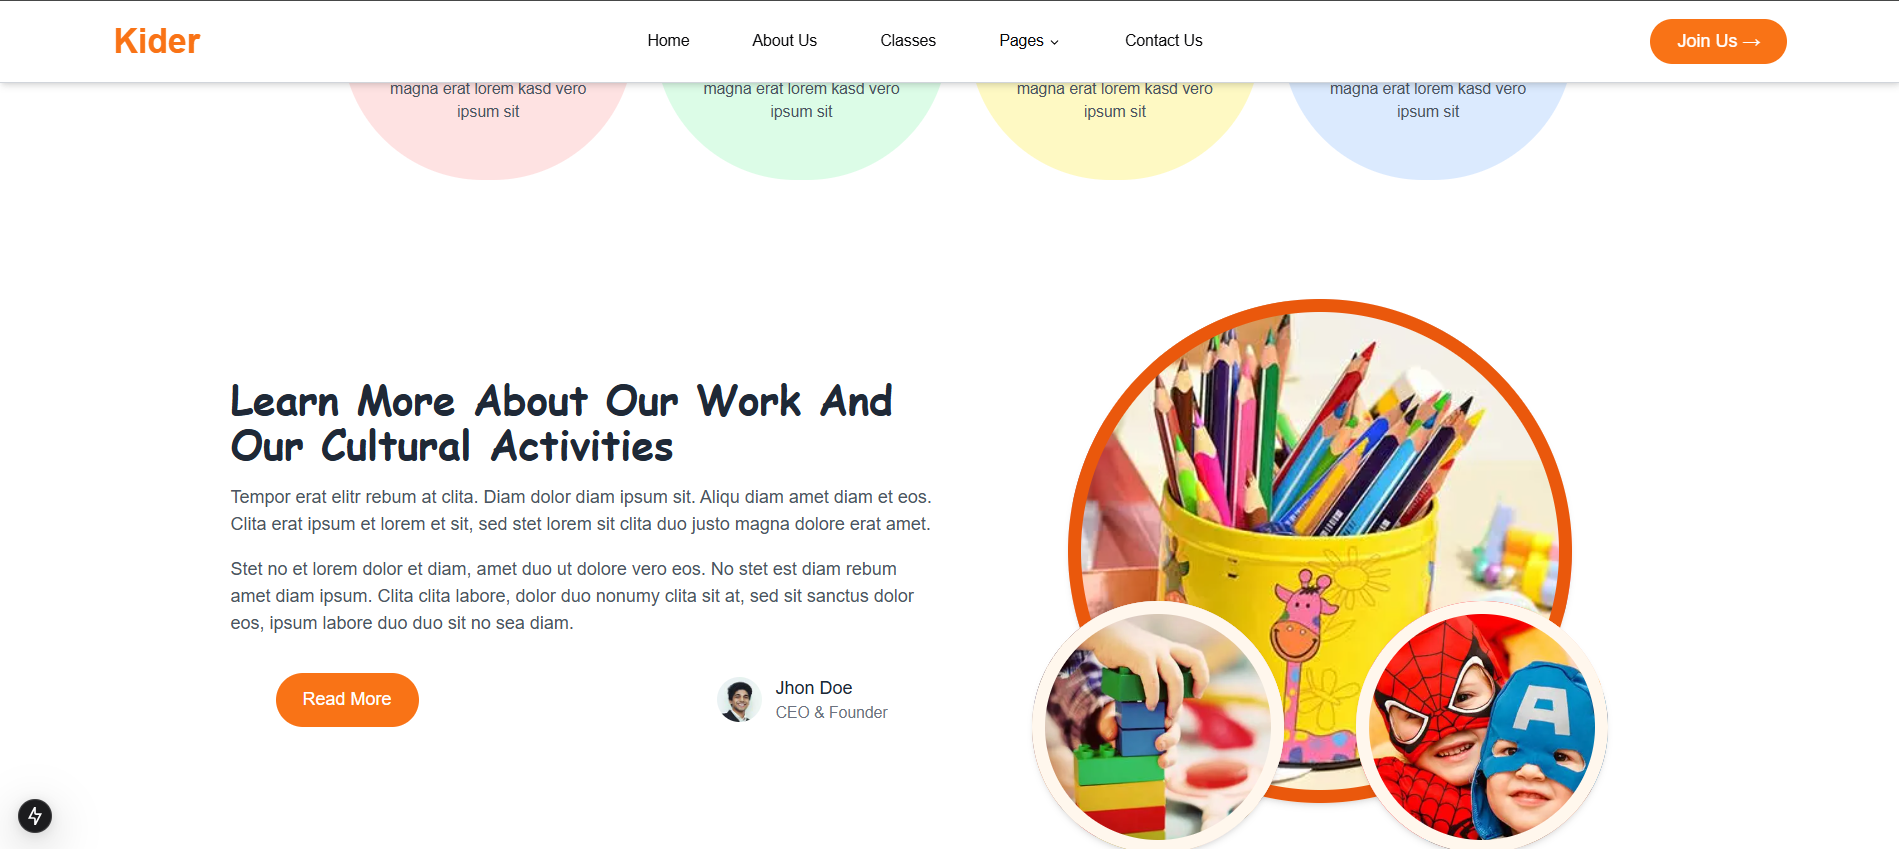 Kider
Home About Us Classes Pages Contact Us
Join Us →
magna erat lorem kasd vero
ipsum sit
magna erat lorem kasd vero
ipsum sit
magna erat lorem kasd vero
ipsum sit
magna erat lorem kasd vero
ipsum sit
Learn More About Our Work And
Our Cultural Activities
Tempor erat elitr rebum at clita. Diam dolor diam ipsum sit. Aliqu diam amet diam et eos.
Clita erat ipsum et lorem et sit, sed stet lorem sit clita duo justo magna dolore erat amet.
Stet no et lorem dolor et diam, amet duo ut dolore vero eos. No stet est diam rebum
amet diam ipsum. Clita clita labore, dolor duo nonumy clita sit at, sed sit sanctus dolor
eos, ipsum labore duo duo sit no sea diam.
Read More
Jhon Doe
CEO & Founder
A